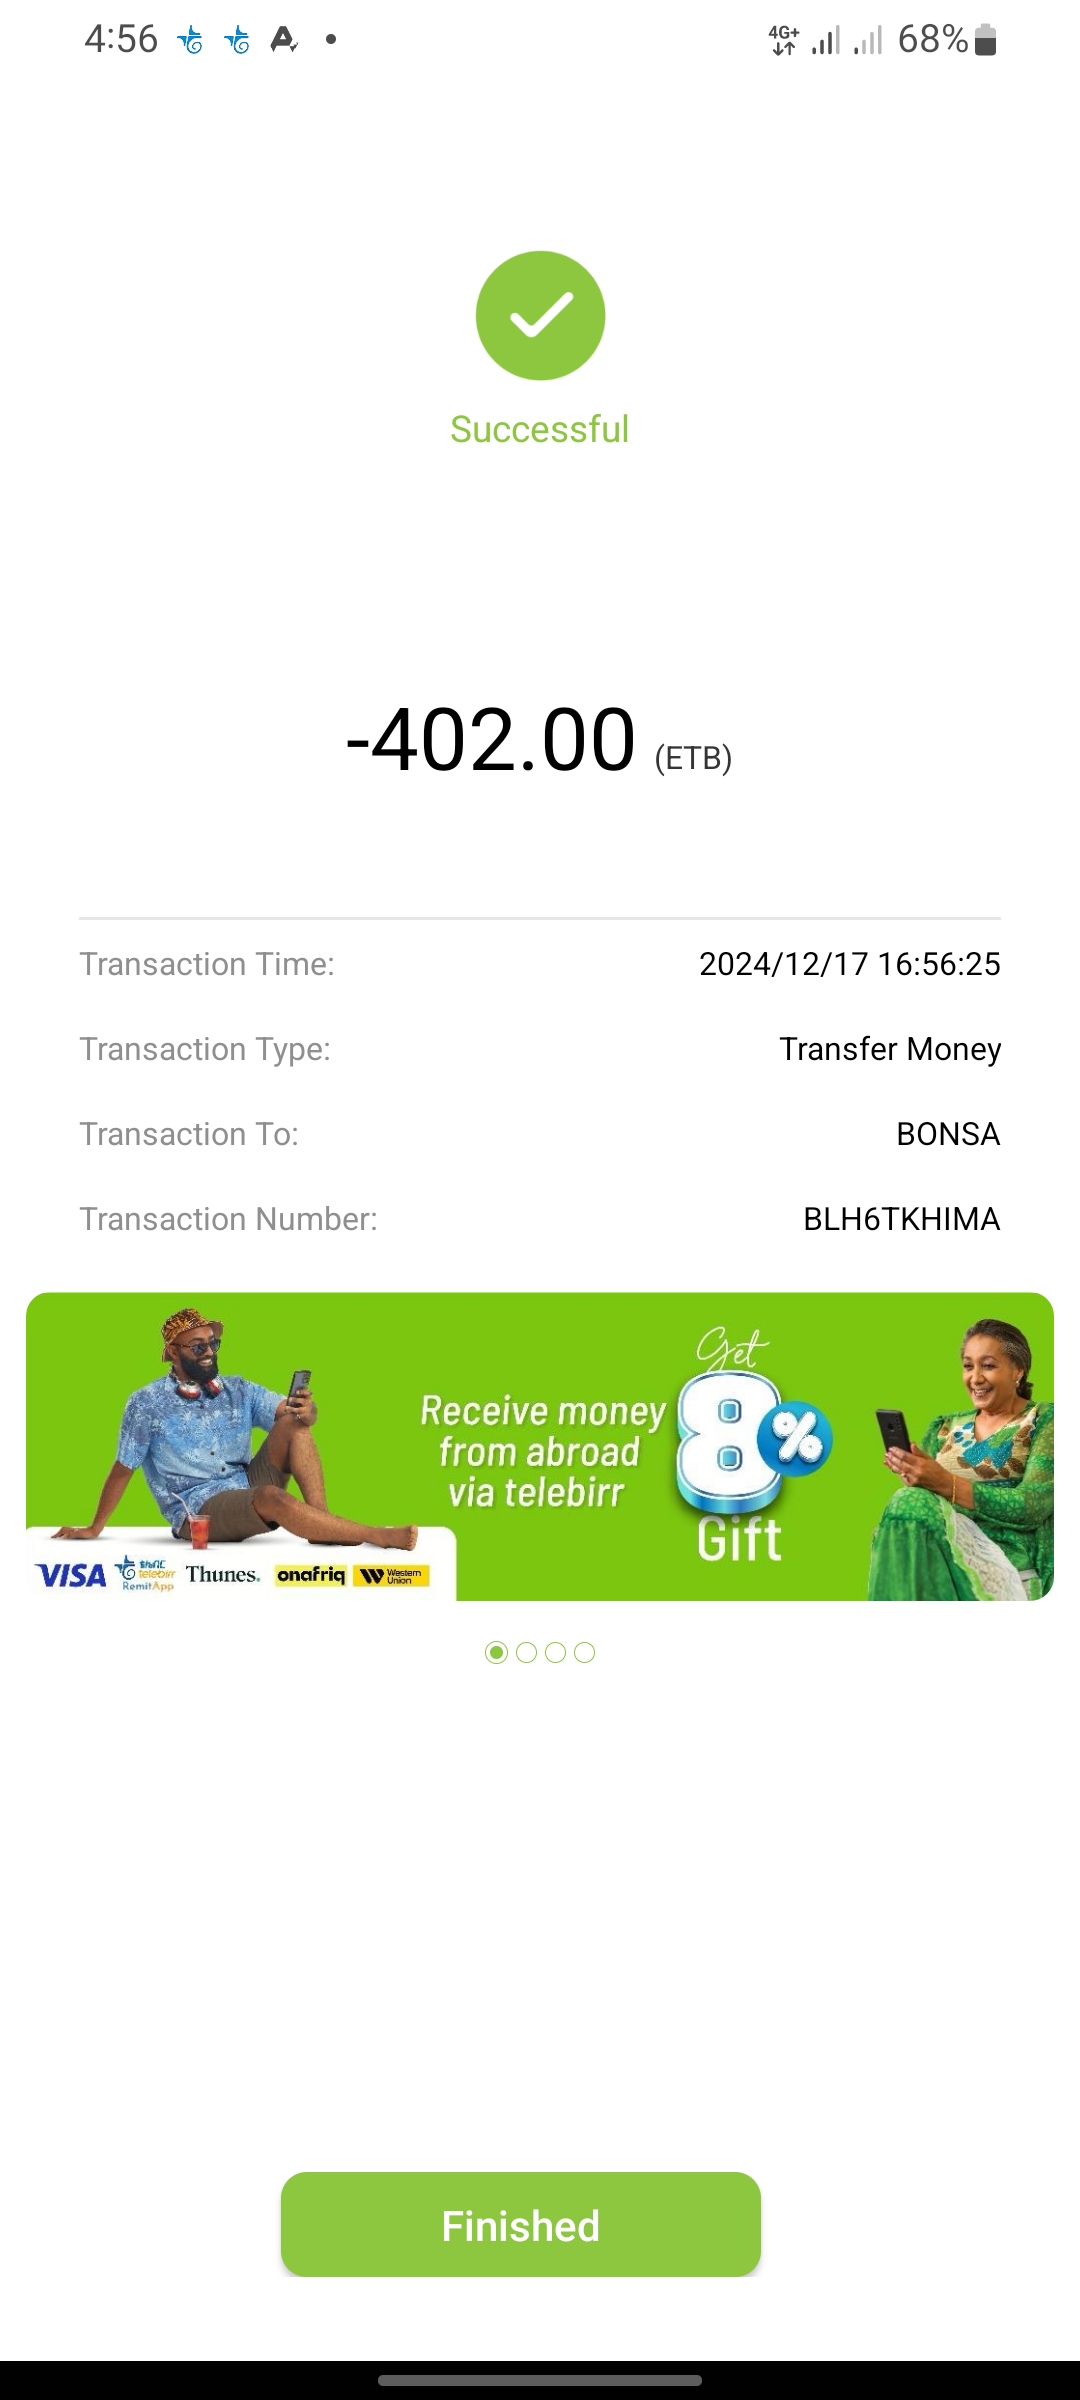 4:56
4G+
68%
Successful
-402.00 (ETB)
Transaction Time: 2024/12/17 16:56:25
Transaction Type: Transfer Money
Transaction To: BONSA
Transaction Number: BLH6TKHIMA
Receive money
from abroad
via telebirr
Get
8%
Gift
VISA
telebirr
RemitApp
Thunes.
onafriq
Western
Union
Finished